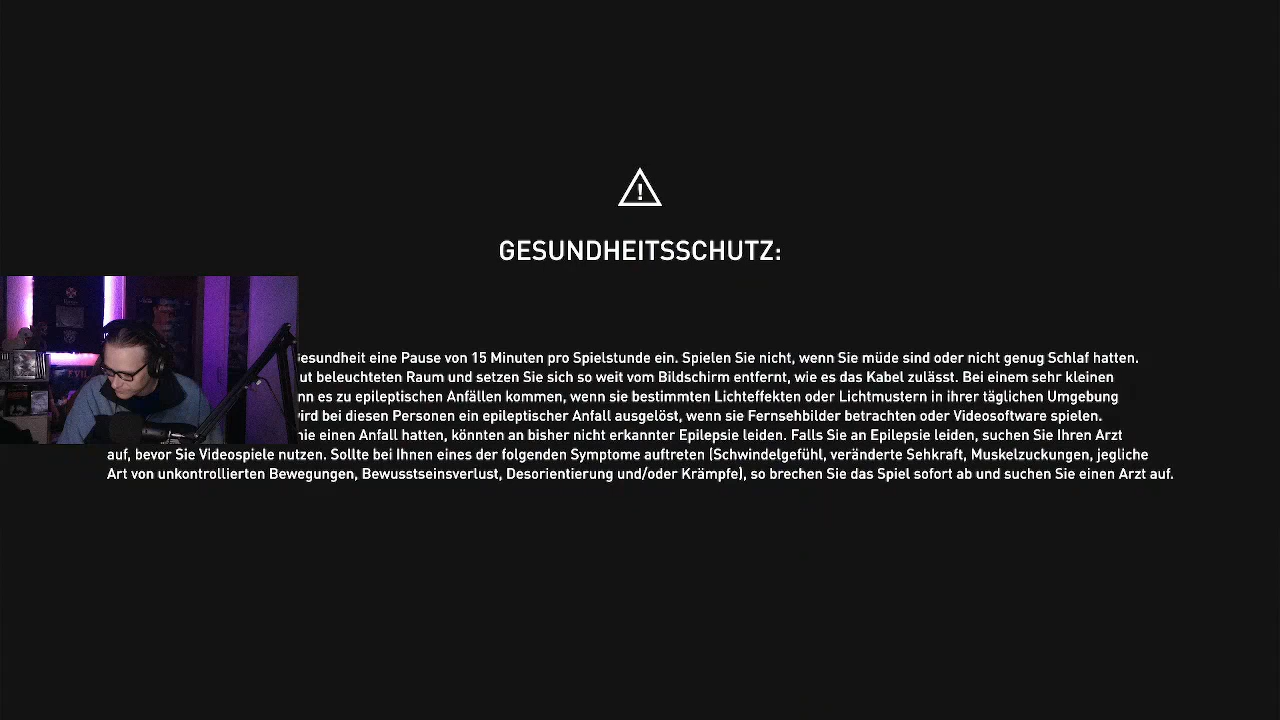 GESUNDHEITSSCHUTZ:
Gesundheit eine Pause von 15 Minuten pro Spielstunde ein. Spielen Sie nicht, wenn Sie müde sind oder nicht genug Schlaf hatten.
beleuchteten Raum und setzen Sie sich so weit vom Bildschirm entfernt, wie es das Kabel zulässt. Bei einem sehr kleinen
es zu epileptischen Anfällen kommen, wenn sie bestimmten Lichteffekten oder Lichtmustern in ihrer täglichen Umgebung
wird bei diesen Personen ein epileptischer Anfall ausgelöst, wenn sie Fernsehbilder betrachten oder Videosoftware spielen.
nie einen Anfall hatten, könnten an bisher nicht erkannter Epilepsie leiden. Falls Sie an Epilepsie leiden, suchen Sie Ihren Arzt
auf, bevor Sie Videospiele nutzen. Sollte bei Ihnen eines der folgenden Symptome auftreten (Schwindelgefühl, veränderte Sehkraft, Muskelzuckungen, jegliche
Art von unkontrollierten Bewegungen, Bewusstseinsverlust, Desorientierung und/oder Krämpfe), so brechen Sie das Spiel sofort ab und suchen Sie einen Arzt auf.